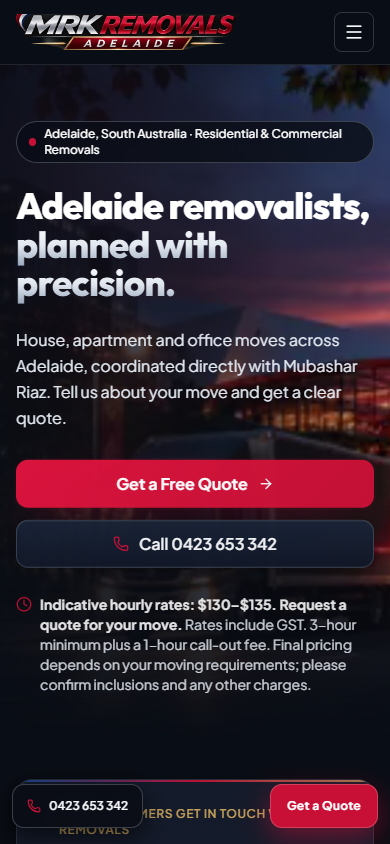 MRK REMOVALS
ADELAIDE
Adelaide, South Australia · Residential & Commercial
Removals
Adelaide removalists,
planned with
precision.
House, apartment and office moves across
Adelaide, coordinated directly with Mubashar
Riaz. Tell us about your move and get a clear
quote.
Get a Free Quote →
Call 0423 653 342
Indicative hourly rates: $130–$135. Request a
quote for your move. Rates include GST. 3–hour
minimum plus a 1–hour call-out fee. Final pricing
depends on your moving requirements; please
confirm inclusions and any other charges.
MERS GET IN TOUCH
REMOVALS
0423 653 342
Get a Quote